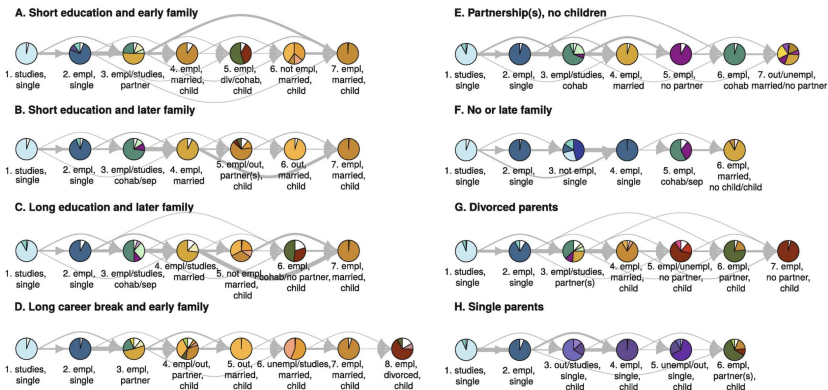 A. Short education and early family
1. studies,
single
2. empl,
single
3. empl/studies,
partner
4. empl,
married,
child
5. empl,
div/cohab,
child
6. not empl,
married,
child
7. empl,
married,
child
B. Short education and later family
1. studies,
single
2. empl,
single
3. empl/studies,
cohab/sep
4. empl,
married
5. empl/out,
partner(s),
child
6. out,
married,
child
7. empl,
married,
child
C. Long education and later family
1. studies,
single
2. empl,
single
3. empl/studies,
cohab/sep
4. empl/studies,
married
5. not empl,
married,
child
6. empl,
cohab/no partner,
child
7. empl,
married,
child
D. Long career break and early family
1. studies,
single
2. empl,
single
3. empl,
partner
4. empl/out,
partner,
child
5. out,
married,
child
6. unempl/studies,
married,
child
7. empl,
married,
child
8. empl,
divorced,
child
E. Partnership(s), no children
1. studies,
single
2. empl,
single
3. empl/studies,
cohab
4. empl,
married
5. empl,
no partner
6. empl,
cohab
7. out/unempl,
married/no partner
F. No or late family
1. studies,
single
2. empl,
single
3. not empl,
single
4. empl,
single
5. empl,
cohab/sep
6. empl,
married,
no child/child
G. Divorced parents
1. studies,
single
2. empl,
single
3. empl/studies,
partner(s)
4. empl,
married,
child
5. empl/unempl,
no partner,
child
6. empl,
partner,
child
7. empl,
no partner,
child
H. Single parents
1. studies,
single
2. empl,
single
3. out/studies,
single,
child
4. empl,
single,
child
5. unempl/out,
single,
child
6. empl,
partner(s),
child